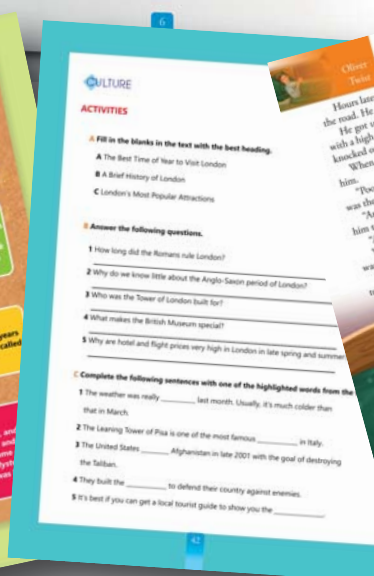 6
CULTURE
ACTIVITIES
A Fill in the blanks in the text with the best heading.
A The Best Time of Year to Visit London
B A Brief History of London
C London's Most Popular Attractions
B Answer the following questions.
1 How long did the Romans rule London?
2 Why do we know little about the Anglo-Saxon period of London?
3 Who was the Tower of London built for?
4 What makes the British Museum special?
5 Why are hotel and flight prices very high in London in late spring and summer
C Complete the following sentences with one of the highlighted words from the
1 The weather was really ________ last month. Usually, it's much colder than
that in March.
2 The Leaning Tower of Pisa is one of the most famous __________ in Italy.
3 The United States _______ Afghanistan in late 2001 with the goal of destroying
the Taliban.
4 They built the __________ to defend their country against enemies.
5 It's best if you can get a local tourist guide to show you the ____________.
42
Oliver
Twist
Hours late
the road. He
He got
with a high
knocked
When
him.
"Poo
was the
him
years
called
and
and